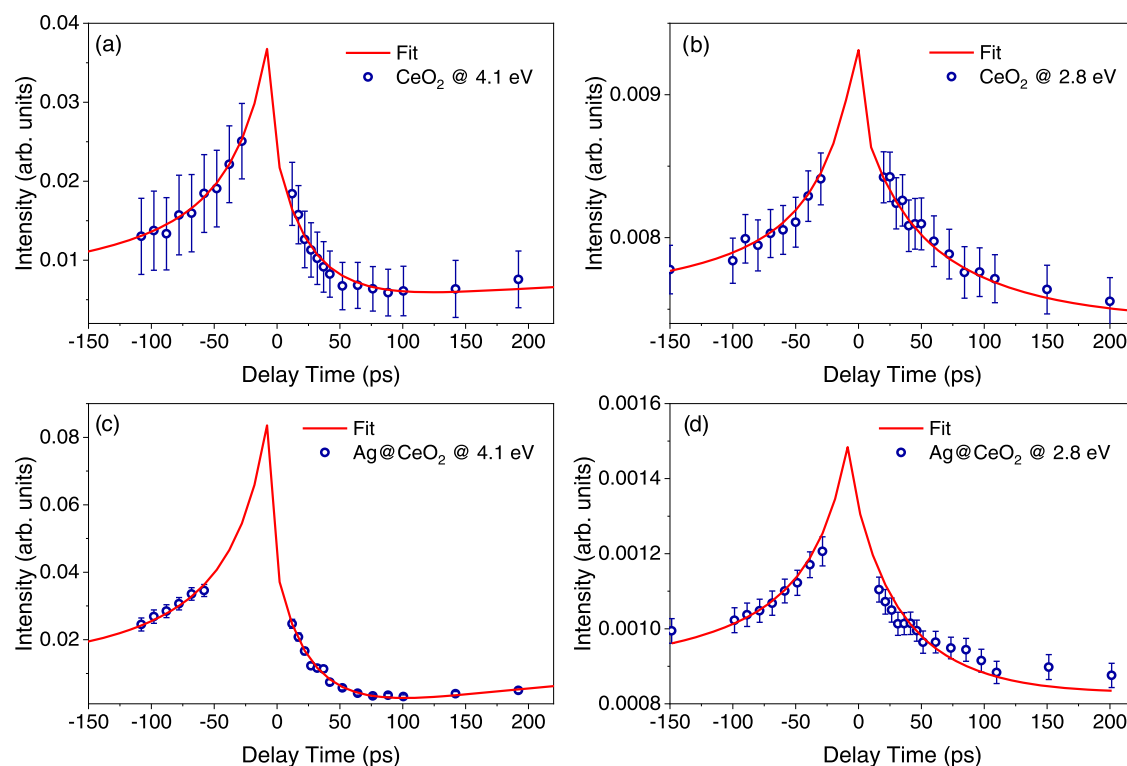 (a)
Fit
CeO2 @ 4.1 eV
Intensity (arb. units)
0.04
0.03
0.02
0.01
-150 -100 -50 0 50 100 150 200
Delay Time (ps)
(b)
Fit
CeO2 @ 2.8 eV
Intensity (arb. units)
0.009
0.008
-150 -100 -50 0 50 100 150 200
Delay Time (ps)
(c)
Fit
Ag@CeO2 @ 4.1 eV
Intensity (arb. units)
0.08
0.06
0.04
0.02
-150 -100 -50 0 50 100 150 200
Delay Time (ps)
(d)
Fit
Ag@CeO2 @ 2.8 eV
Intensity (arb. units)
0.0016
0.0014
0.0012
0.0010
0.0008
-150 -100 -50 0 50 100 150 200
Delay Time (ps)